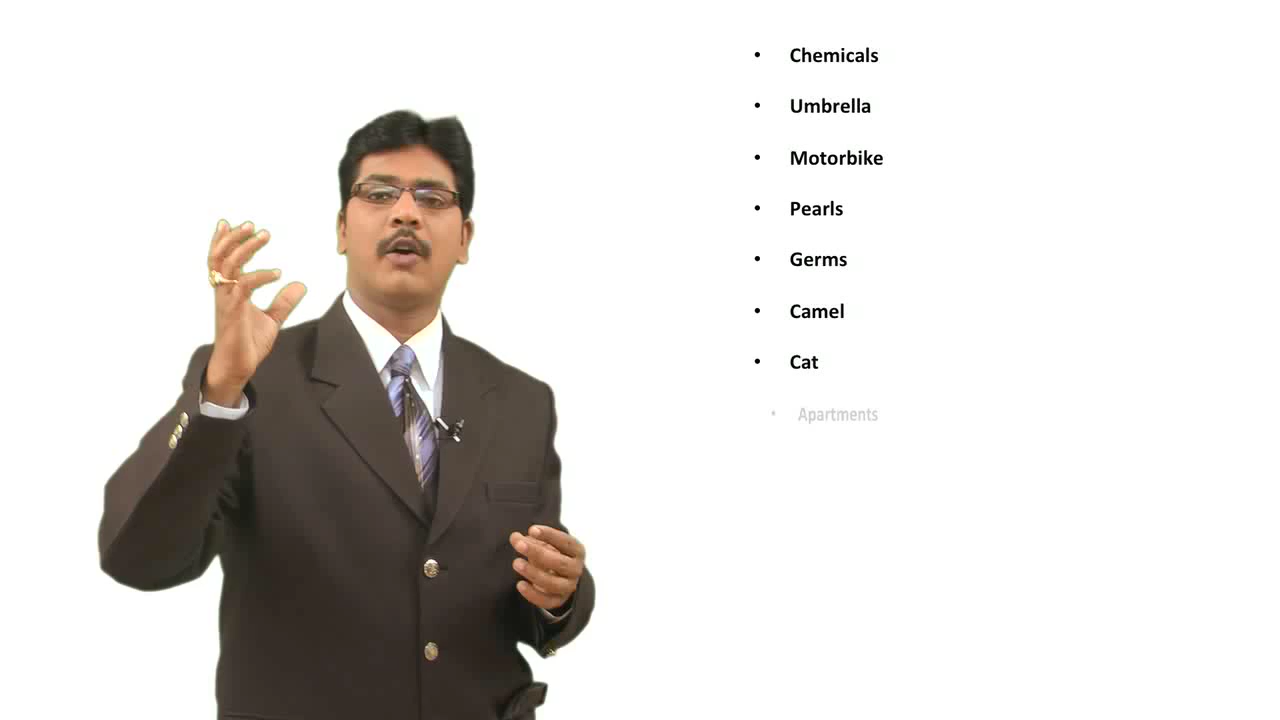 • Chemicals
• Umbrella
• Motorbike
• Pearls
• Germs
• Camel
• Cat
• Apartments